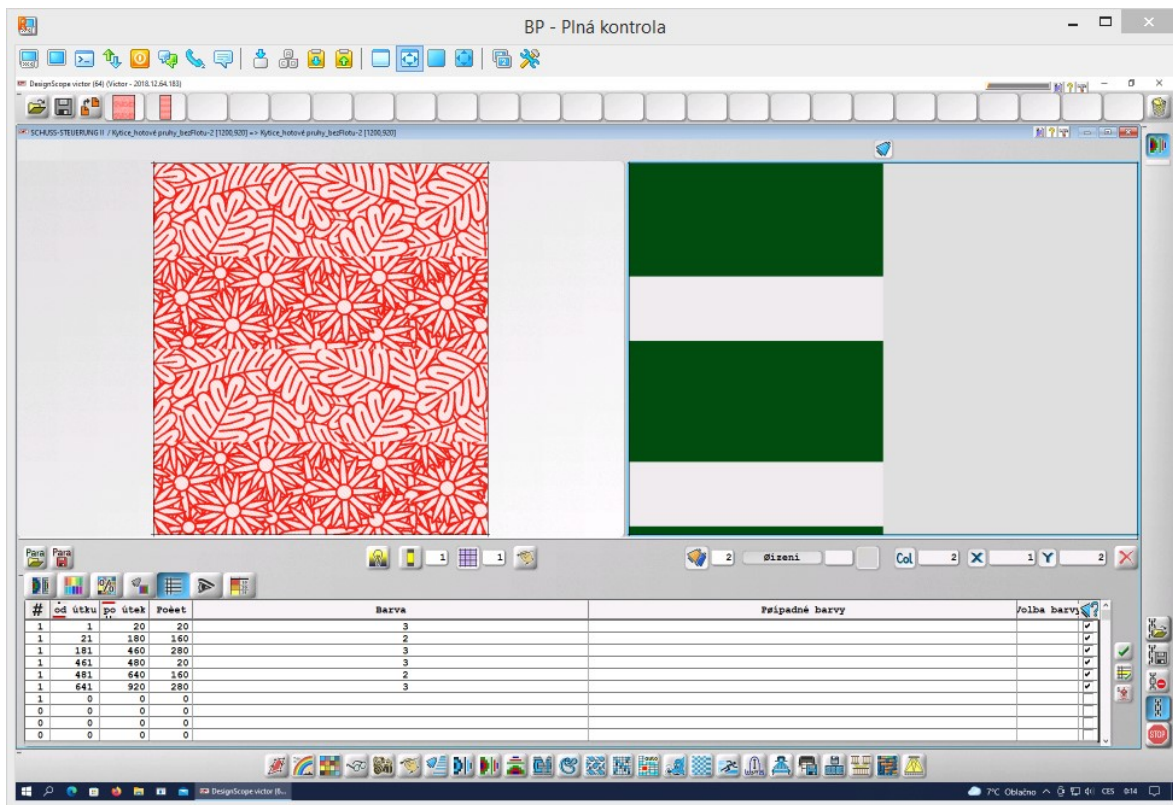 BP - Plná kontrola
DesignScope victor (64) (Victor - 2018.12.64.183)
SCHUSS-STEUERUNG II / Kytice_hotové pruhy_bezFlotu-2 [1200,920] => Kytice_hotové pruhy_bezFlotu-2 [1200,920]
Para Para 1 1 2 Øízení Col 2 X 1 Y 2
# od útku po útek Poèet Barva Pøípadné barvy Volba barvy
1 1 20 20 3
1 21 180 160 2
1 181 460 280 3
1 461 480 20 3
1 481 640 160 2
1 641 920 280 3
1 0 0 0
0 0 0 0
0 0 0 0
0 0 0 0
STOP
DesignScope victor (6...
7°C Oblačno CES 0:14